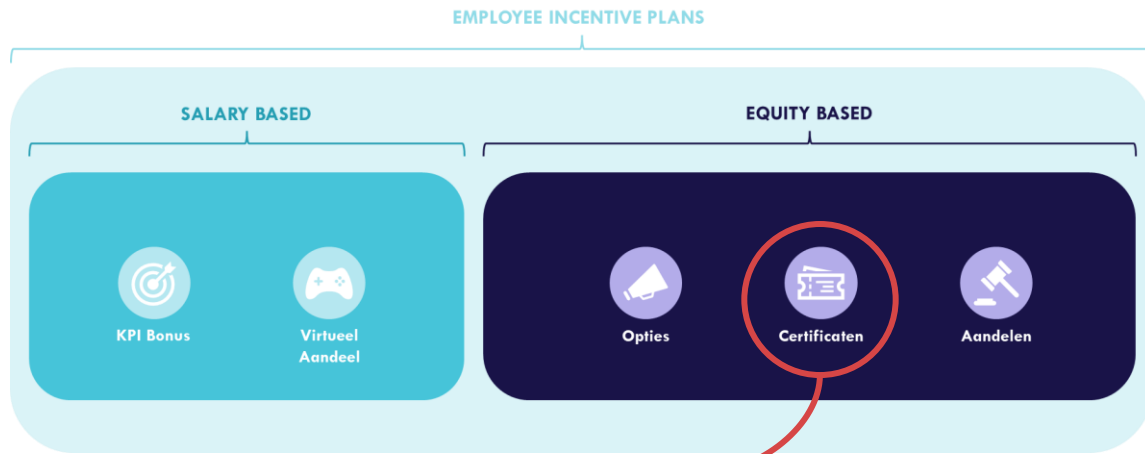 EMPLOYEE INCENTIVE PLANS
SALARY BASED
EQUITY BASED
KPI Bonus
Virtueel
Aandeel
Opties
Certificaten
Aandelen